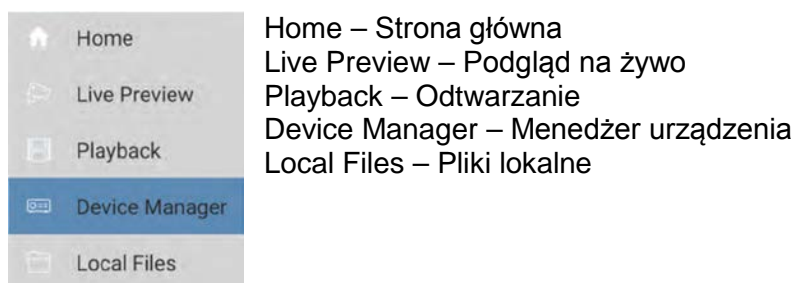 Home
Live Preview
Playback
Device Manager
Local Files
Home – Strona główna
Live Preview – Podgląd na żywo
Playback – Odtwarzanie
Device Manager – Menedżer urządzenia
Local Files – Pliki lokalne